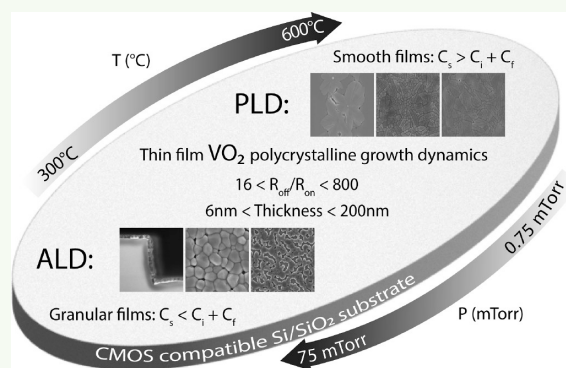 600°C
T (°C)
Smooth films: Cs > Ci + Cf
PLD:
300°C
Thin film VO2 polycrystalline growth dynamics
16 < Roff/Ron < 800
6nm < Thickness < 200nm
0.75 mTorr
ALD:
Granular films: Cs < Ci + Cf
P (mTorr)
CMOS compatible Si/SiO2 substrate
75 mTorr